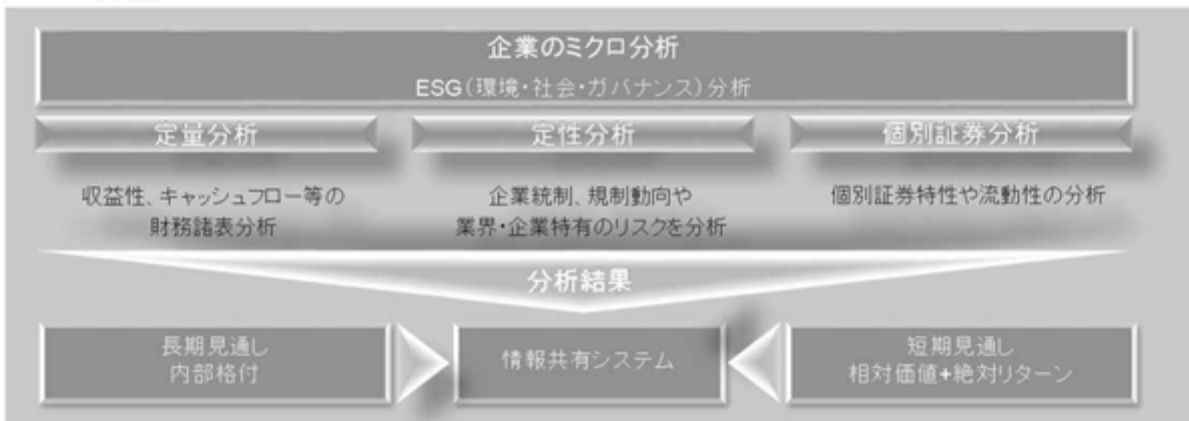 企業のミクロ分析
ESG(環境・社会・ガバナンス)分析
定量分析
定性分析
個別証券分析
収益性、キャッシュフロー等の
財務諸表分析
企業統制、規制動向や
業界・企業特有のリスクを分析
個別証券特性や流動性の分析
分析結果
長期見通し
内部格付
情報共有システム
短期見通し
相対価値+絶対リターン